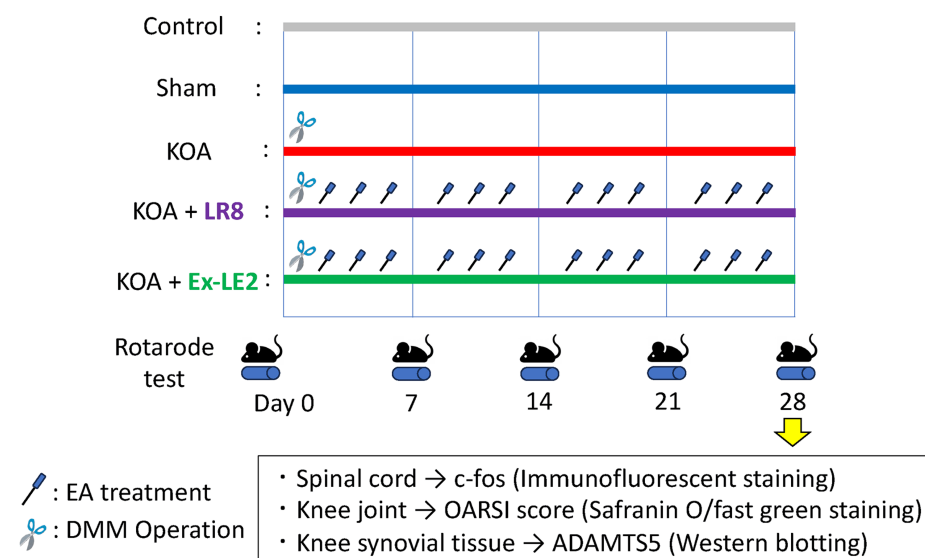 Control :
Sham :
KOA :
KOA + LR8 :
KOA + Ex-LE2 :
Rotarode
test
Day 0 7 14 21 28
: EA treatment
: DMM Operation
・Spinal cord → c-fos (Immunofluorescent staining)
・Knee joint → OARSI score (Safranin O/fast green staining)
・Knee synovial tissue → ADAMTS5 (Western blotting)